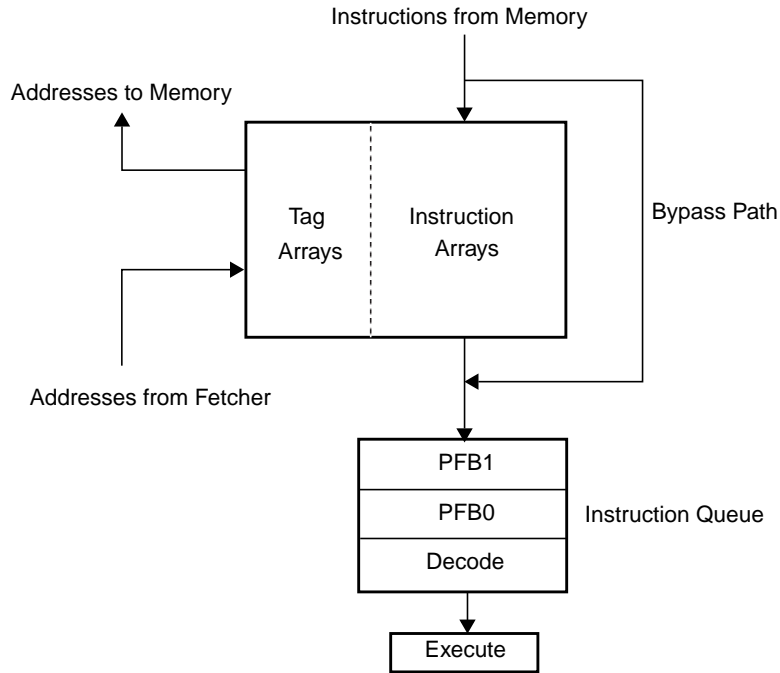 Instructions from Memory
Addresses to Memory
Tag
Arrays
Instruction
Arrays
Bypass Path
Addresses from Fetcher
PFB1
PFB0
Instruction Queue
Decode
Execute